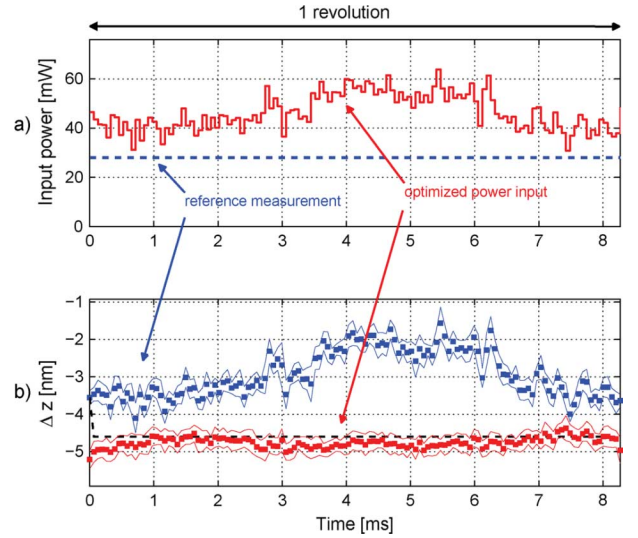 1 revolution
a)
Input power [mW]
60
40
20
0
reference measurement
optimized power input
0 1 2 3 4 5 6 7 8
b)
Δ z [nm]
−1
−2
−3
−4
−5
0 1 2 3 4 5 6 7 8
Time [ms]